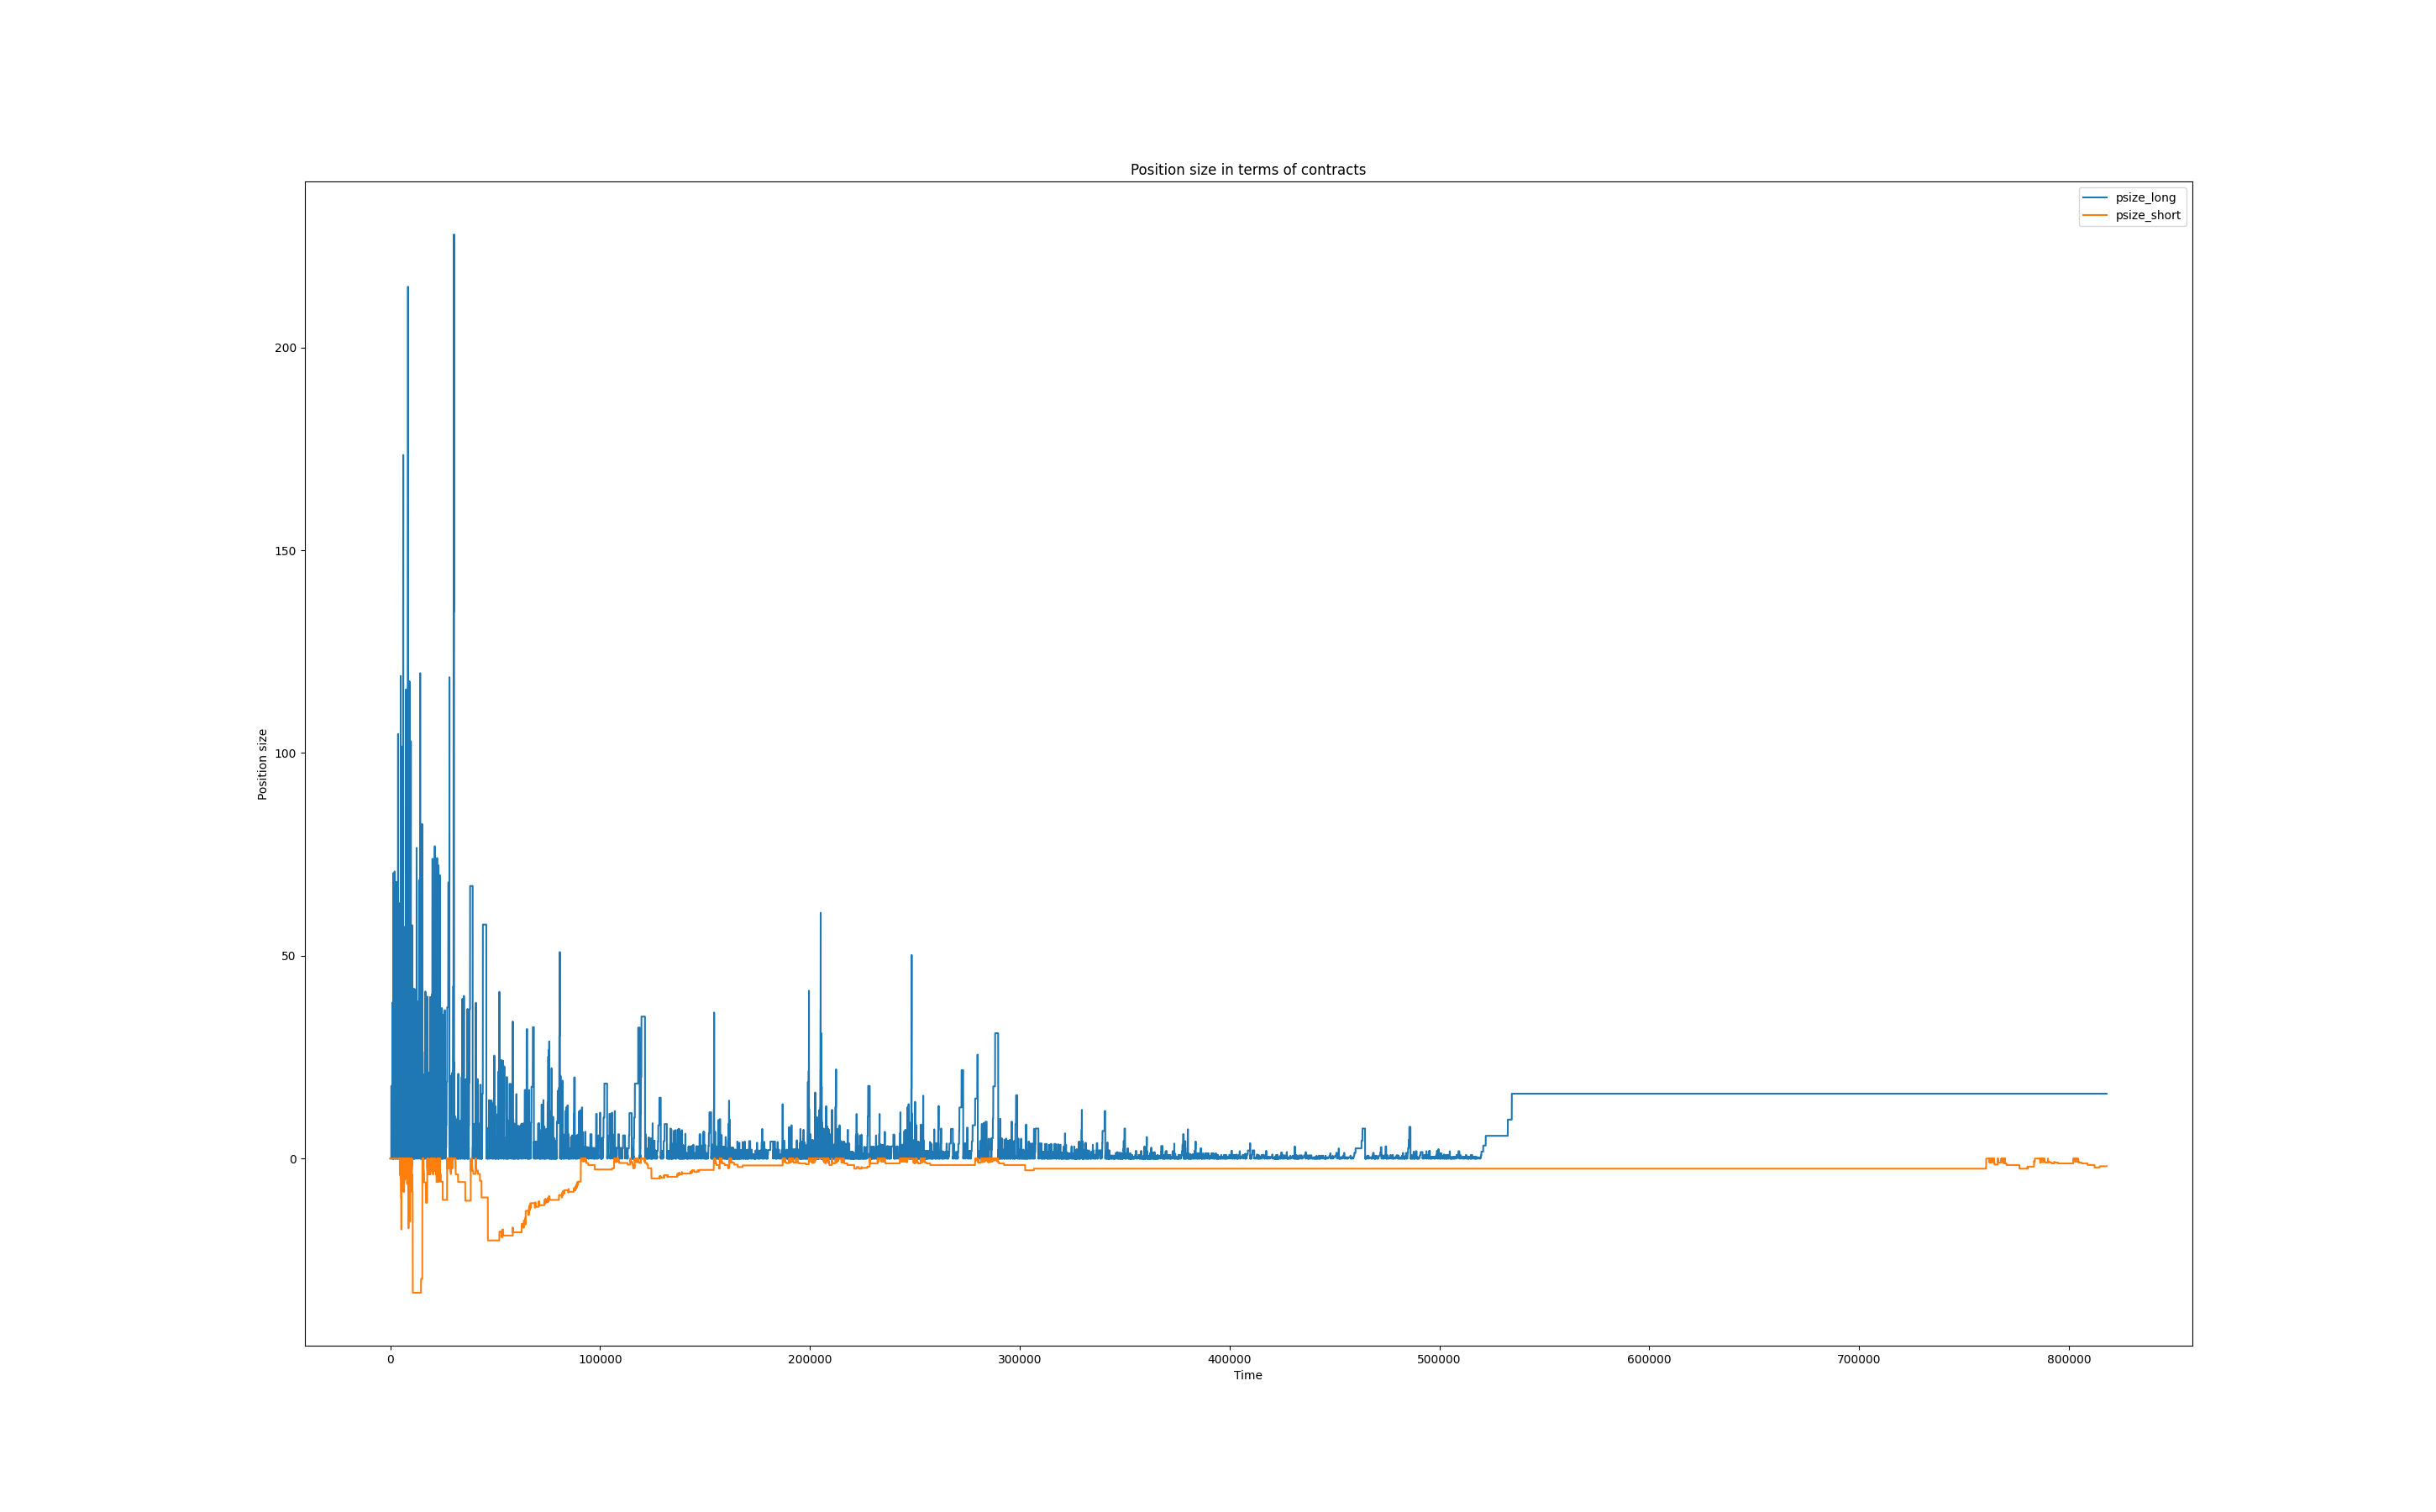 Position size in terms of contracts
psize_long
psize_short
Position size
200
150
100
50
0
0
100000
200000
300000
400000
500000
600000
700000
800000
Time